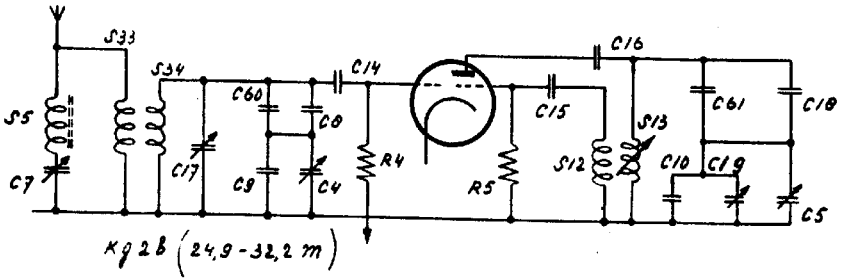 S33
S34
S5
C7
C17
C60
C8
C9
C4
C14
R4
C16
C15
R5
S12
S13
C61
C18
C10
C19
C5
Kg 2b (24,9-32,2 m)